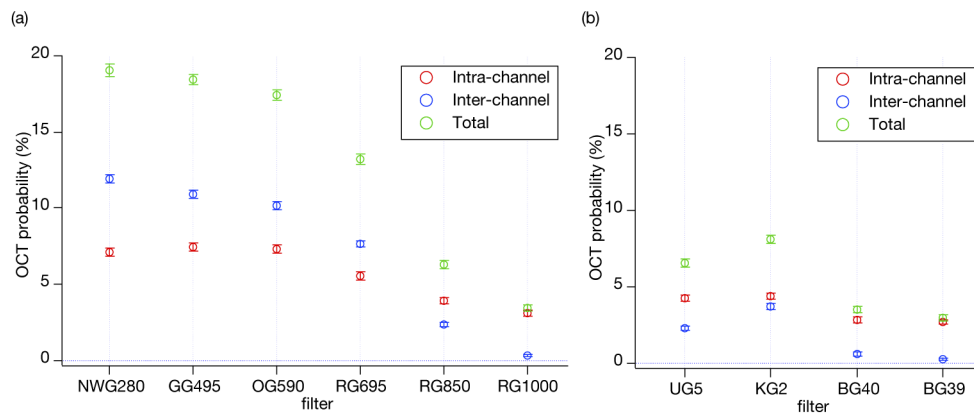 (a)
OCT probability (%)
20
15
10
5
0
Intra-channel
Inter-channel
Total
NWG280 GG495 OG590 RG695 RG850 RG1000
filter
(b)
OCT probability (%)
20
15
10
5
0
Intra-channel
Inter-channel
Total
UG5 KG2 BG40 BG39
filter